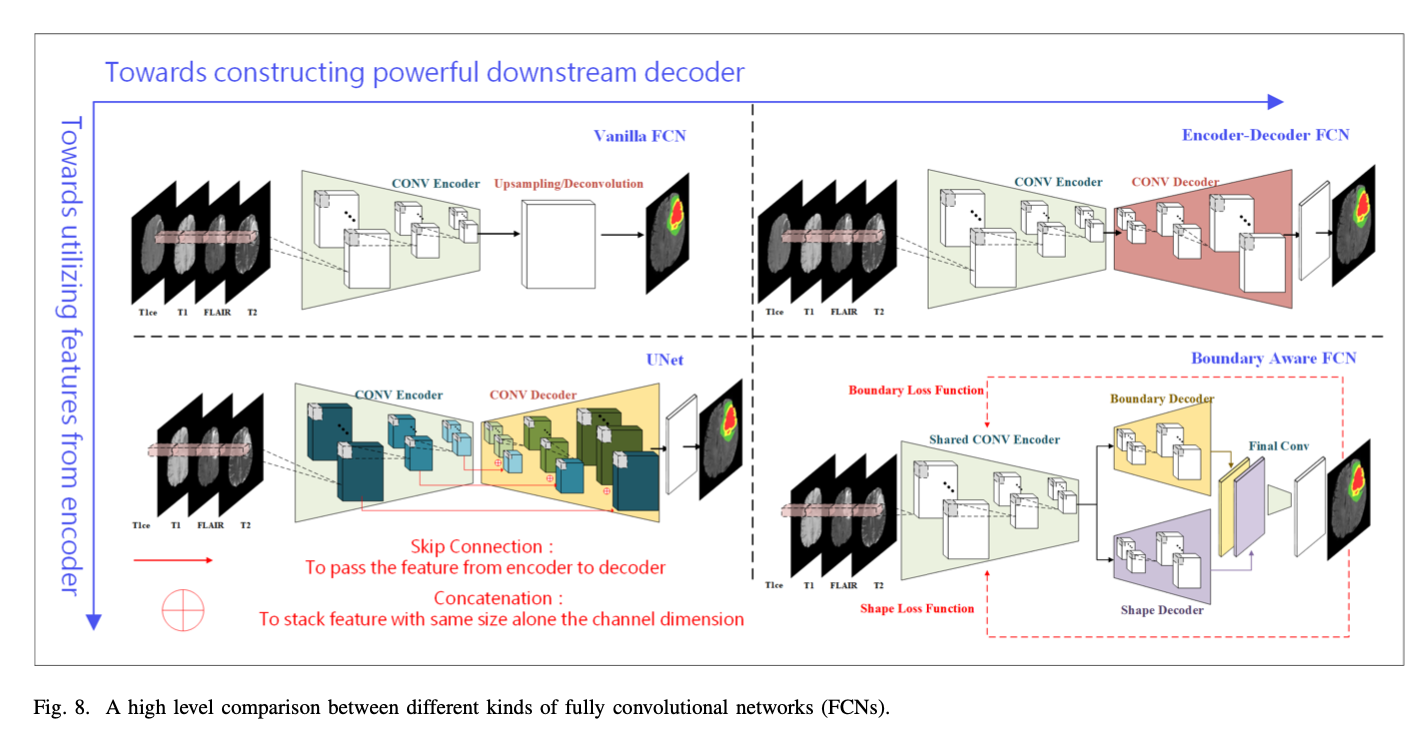 Towards constructing powerful downstream decoder
Towards utilizing features from encoder
Vanilla FCN
CONV Encoder
Upsampling/Deconvolution
T1ce T1 FLAIR T2
Encoder-Decoder FCN
CONV Encoder
CONV Decoder
T1ce T1 FLAIR T2
UNet
CONV Encoder
CONV Decoder
T1ce T1 FLAIR T2
Skip Connection :
To pass the feature from encoder to decoder
Concatenation :
To stack feature with same size alone the channel dimension
Boundary Aware FCN
Boundary Loss Function
Boundary Decoder
Shared CONV Encoder
Final Conv
T1ce T1 FLAIR T2
Shape Loss Function
Shape Decoder
Fig. 8. A high level comparison between different kinds of fully convolutional networks (FCNs).